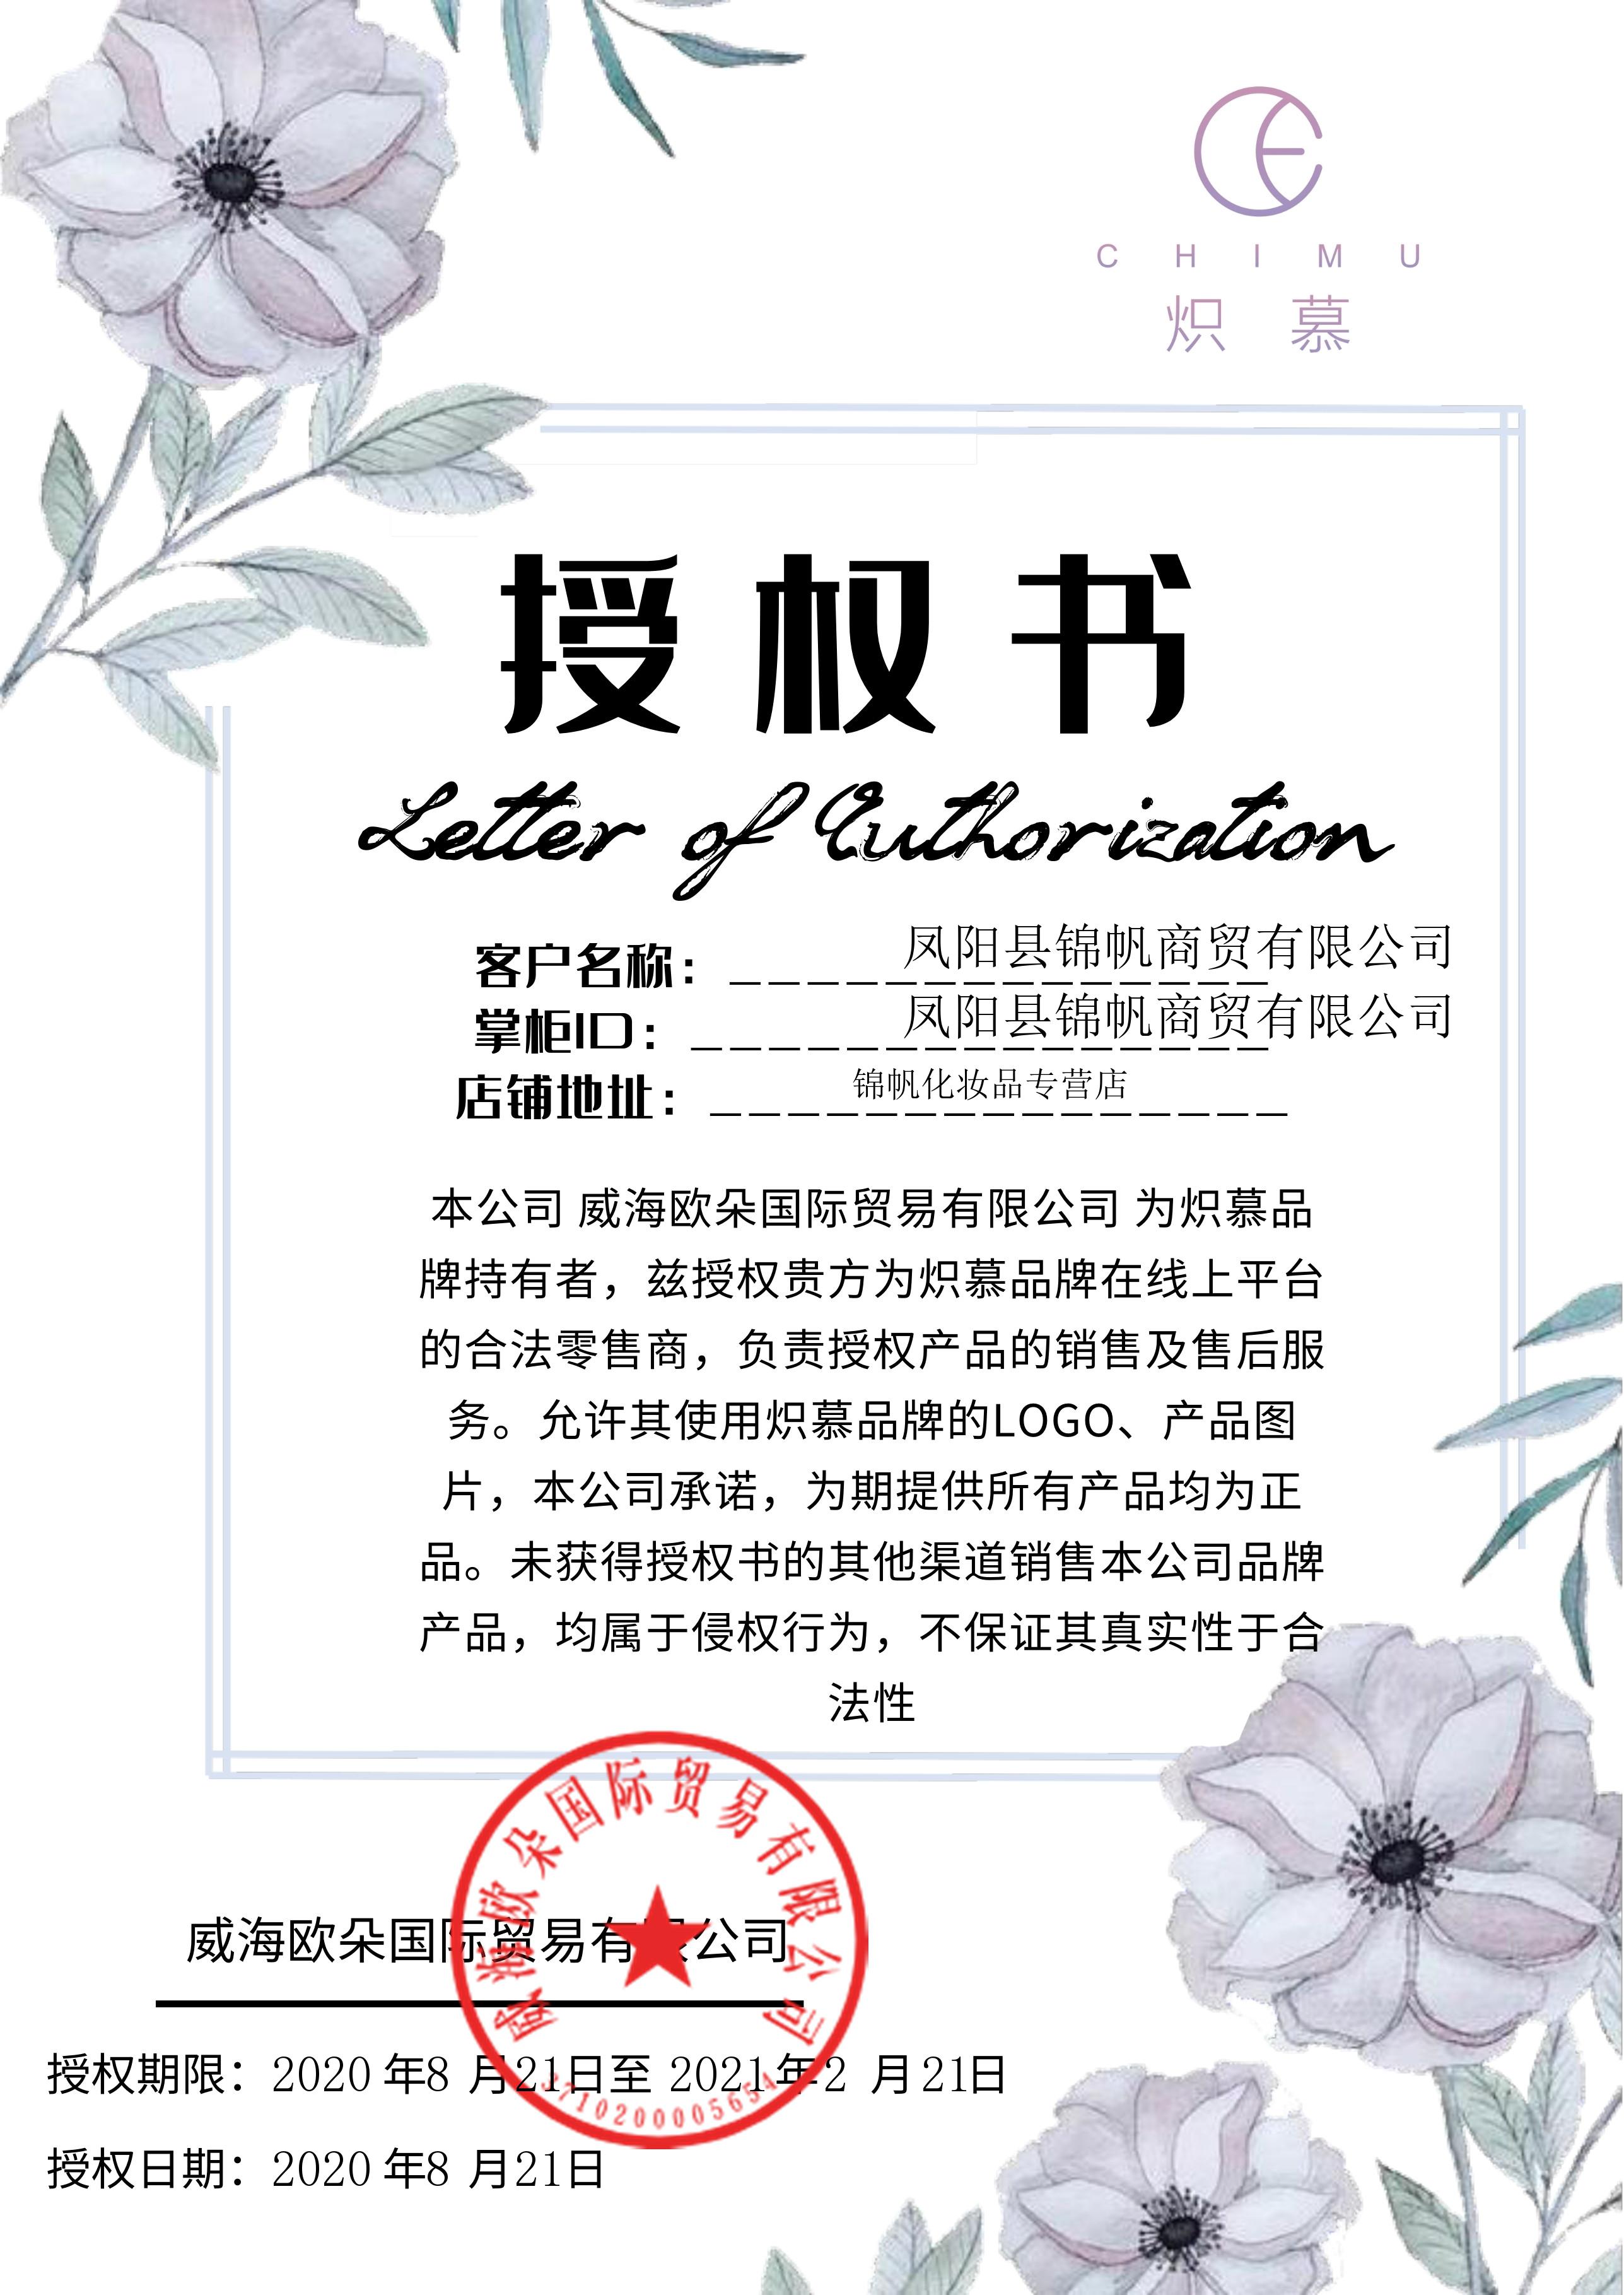 CHIMU
炽慕
授权书
Letter of Authorization
客户名称：凤阳县锦帆商贸有限公司
掌柜ID：凤阳县锦帆商贸有限公司
店铺地址：锦帆化妆品专营店
本公司 威海欧朵国际贸易有限公司 为炽慕品
牌持有者，兹授权贵方为炽慕品牌在线上平台
的合法零售商，负责授权产品的销售及售后服
务。允许其使用炽慕品牌的LOGO、产品图
片，本公司承诺，为期提供所有产品均为正
品。未获得授权书的其他渠道销售本公司品牌
产品，均属于侵权行为，不保证其真实性于合
法性
威海欧朵国际贸易有限公司
威海欧朵国际贸易有限公司
3710200005654
授权期限：2020 年8 月21日至 2021年2 月21日
授权日期：2020 年8 月21日